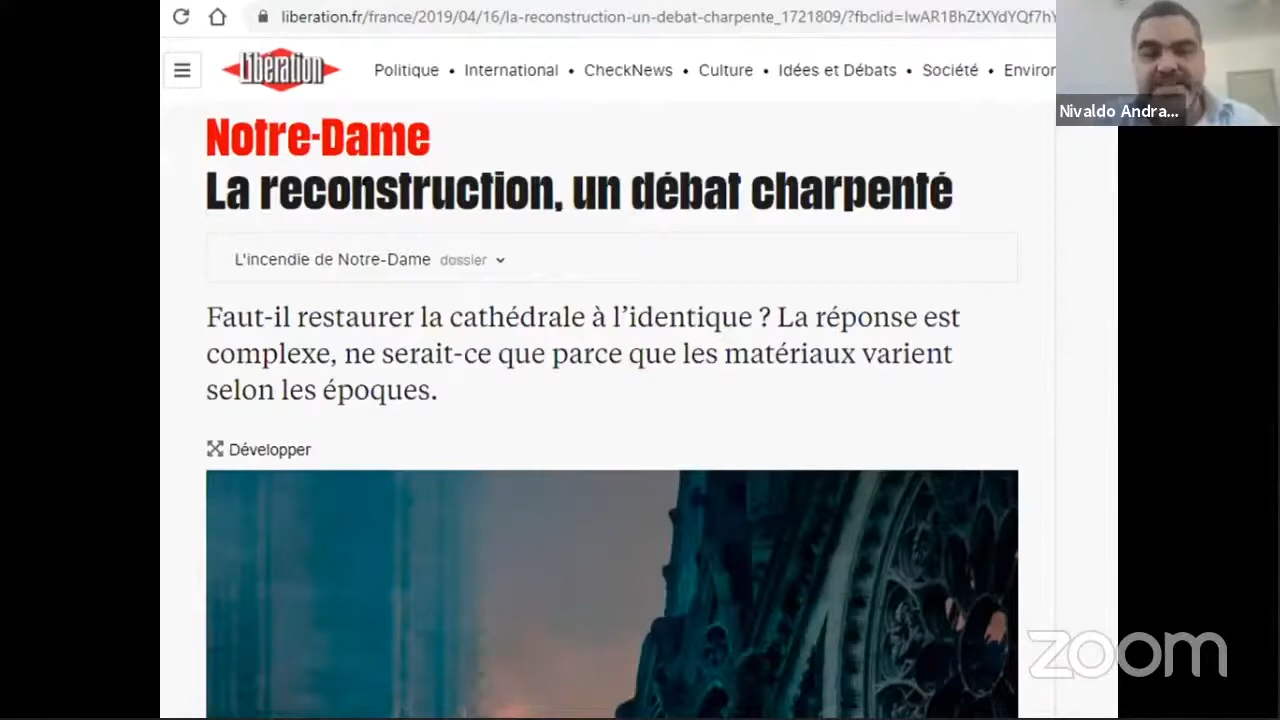 liberation.fr/france/2019/04/16/la-reconstruction-un-debat-charpente_1721809/?fbclid=IwAR1BhZtXYdYQf7hY
Libération
Politique • International • CheckNews • Culture • Idées et Débats • Société • Enviror
Nivaldo Andra...
Notre-Dame
La reconstruction, un débat charpenté
L'incendie de Notre-Dame dossier
Faut-il restaurer la cathédrale à l’identique ? La réponse est
complexe, ne serait-ce que parce que les matériaux varient
selon les époques.
Développer
zoom